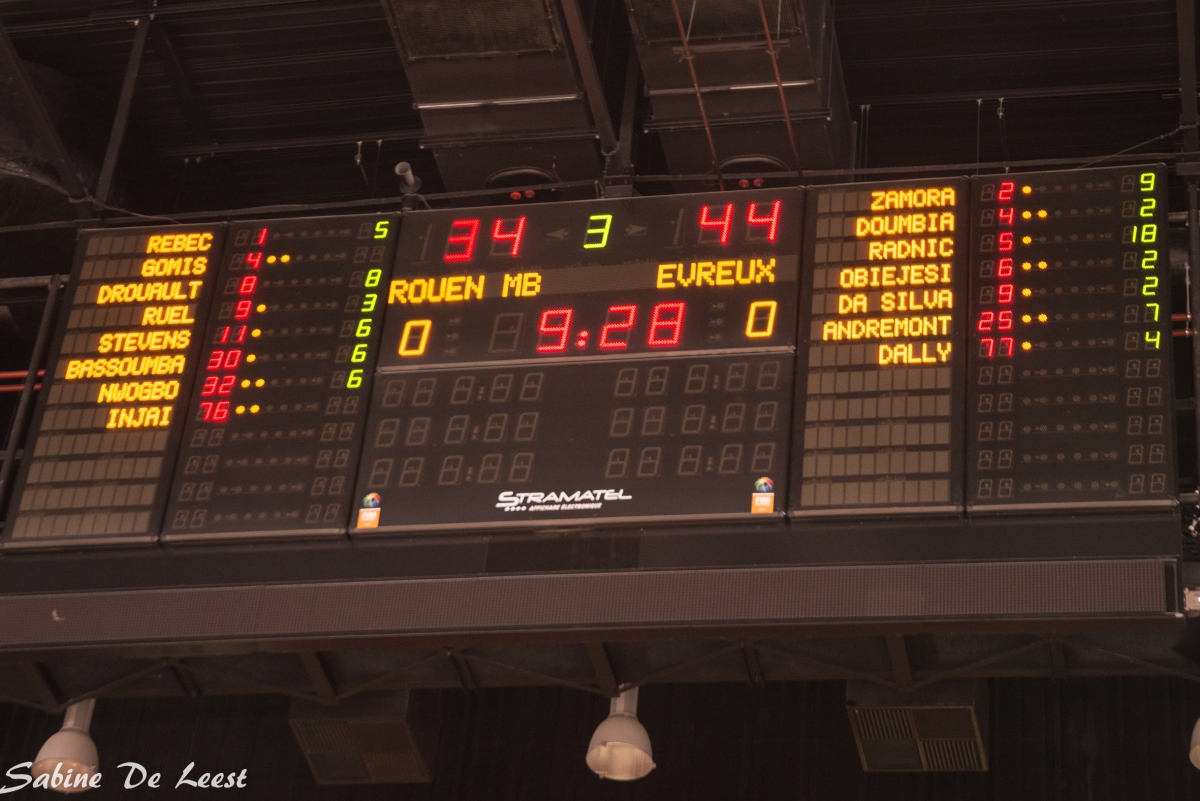 34 3 44
ROUEN MB EVREUX
0 9:28 0
REBEC 1 5
GOMIS 4
DROUAULT 8 8
RUEL 9 3
STEVENS 11 6
BASSOUMBA 30 6
NWOGBO 32 6
INJAI 76
ZAMORA 2 9
DOUMBIA 4 2
RADNIC 5 18
OBIEJESI 6 2
DA SILVA 9 2
ANDREMONT 25 7
DALLY 77 4
STRAMATEL
AFFICHAGE ELECTRONIQUE
Sabine De Leest